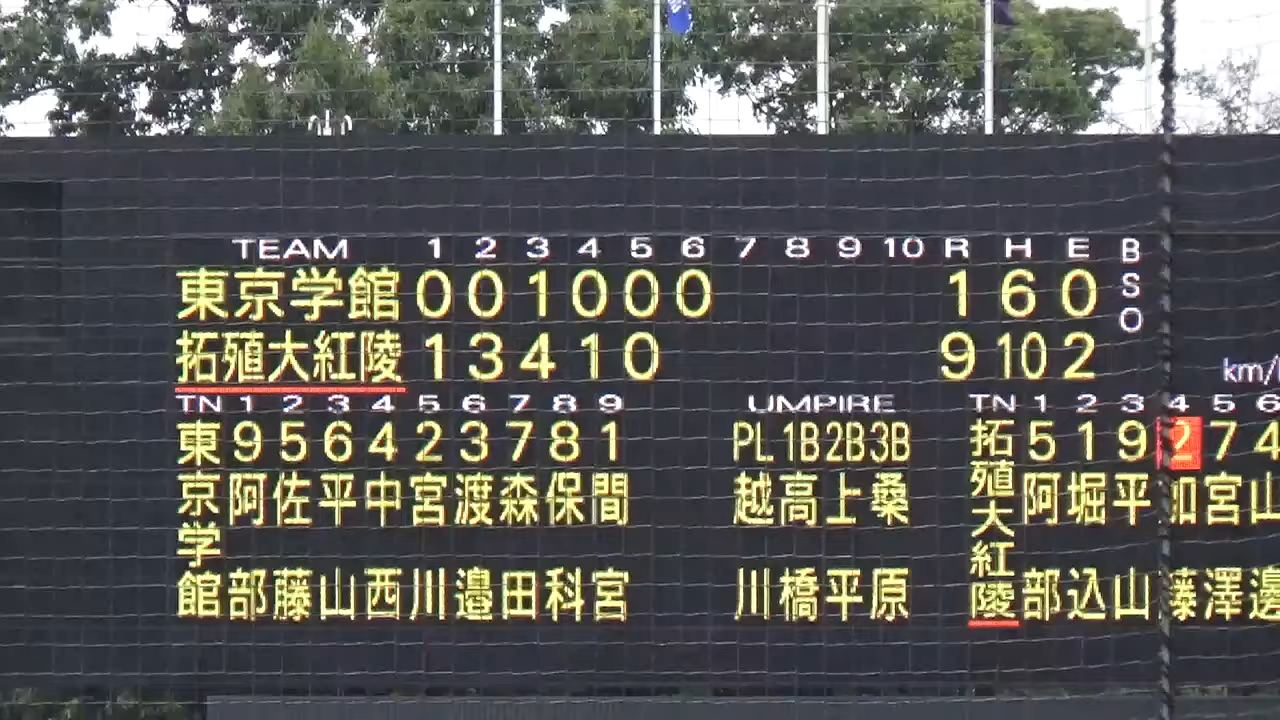 TEAM 1 2 3 4 5 6 7 8 9 10 R H E B
東京学館 0 0 1 0 0 0 1 6 0 S
O
拓殖大紅陵 1 3 4 1 0 9 10 2
km/
TN 1 2 3 4 5 6 7 8 9 UMPIRE TN 1 2 3 4 5 6
東京学館 9 5 6 4 2 3 7 8 1 PL 1B 2B 3B 拓殖大紅陵 5 1 9 2 7 4
阿部 佐藤 平山 中西 宮川 渡邉 森田 保科 間宮 越川 高橋 上平 桑原 阿部 堀込 平山 加藤 宮澤 山邊